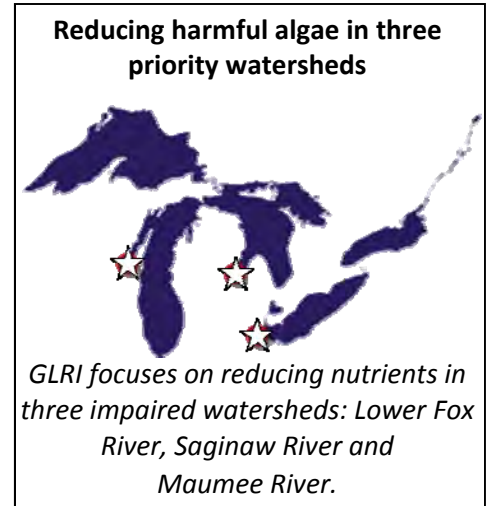 Reducing harmful algae in three
priority watersheds
GLRI focuses on reducing nutrients in
three impaired watersheds: Lower Fox
River, Saginaw River and
Maumee River.